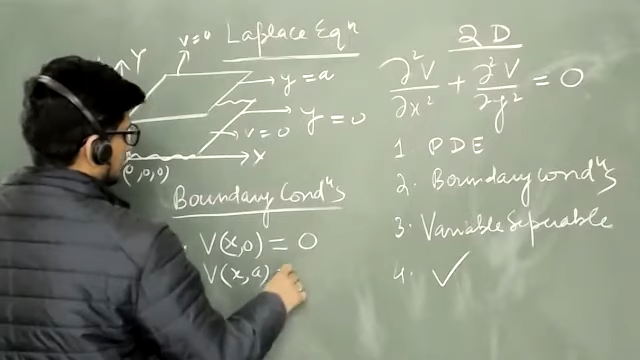 Laplace Eqⁿ
V=0
Y
y=a
y=0
V=0
X
(0,0,0)
Boundary Condⁿs
V(x,0) = 0
V(x,a)
2D
∂²V/∂x² + ∂²V/∂y² = 0
1. PDE
2. Boundary Condⁿs
3. Variable Seperable
4. ✓